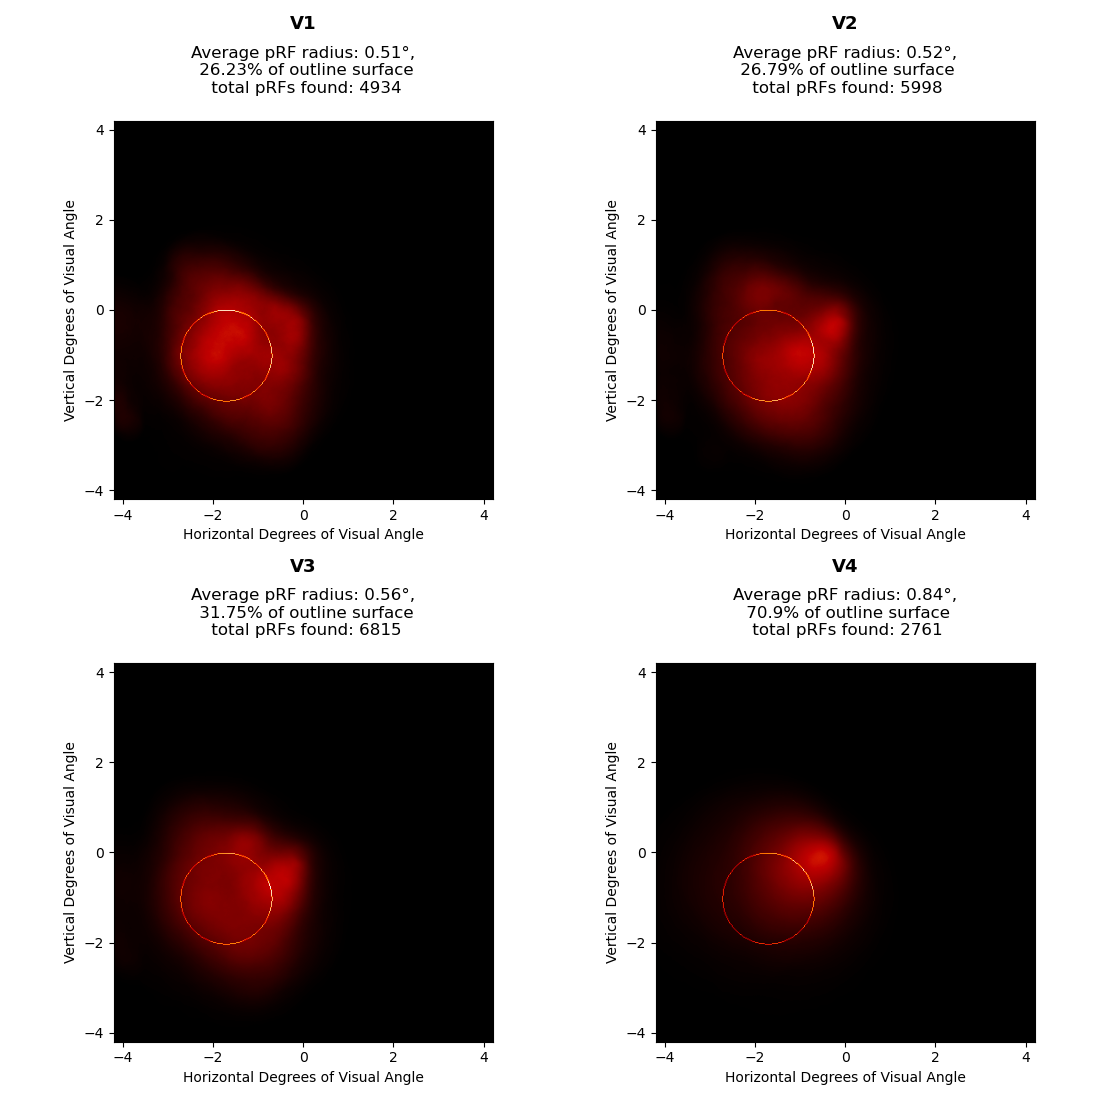 V1
Average pRF radius: 0.51°,
26.23% of outline surface
total pRFs found: 4934
4
2
0
−2
−4
Vertical Degrees of Visual Angle
−4 −2 0 2 4
Horizontal Degrees of Visual Angle
V2
Average pRF radius: 0.52°,
26.79% of outline surface
total pRFs found: 5998
4
2
0
−2
−4
Vertical Degrees of Visual Angle
−4 −2 0 2 4
Horizontal Degrees of Visual Angle
V3
Average pRF radius: 0.56°,
31.75% of outline surface
total pRFs found: 6815
4
2
0
−2
−4
Vertical Degrees of Visual Angle
−4 −2 0 2 4
Horizontal Degrees of Visual Angle
V4
Average pRF radius: 0.84°,
70.9% of outline surface
total pRFs found: 2761
4
2
0
−2
−4
Vertical Degrees of Visual Angle
−4 −2 0 2 4
Horizontal Degrees of Visual Angle